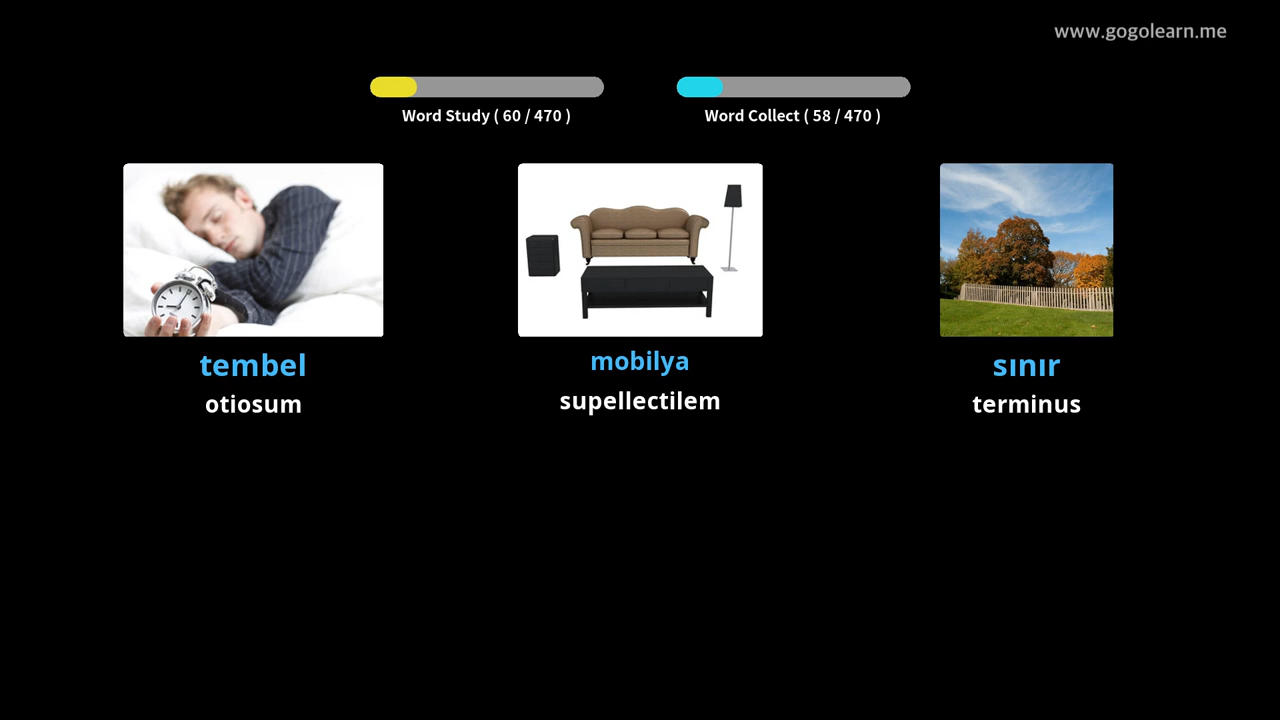 www.gogolearn.me
Word Study ( 60 / 470 )
Word Collect ( 58 / 470 )
tembel
otiosum
mobilya
supellectilem
sınır
terminus